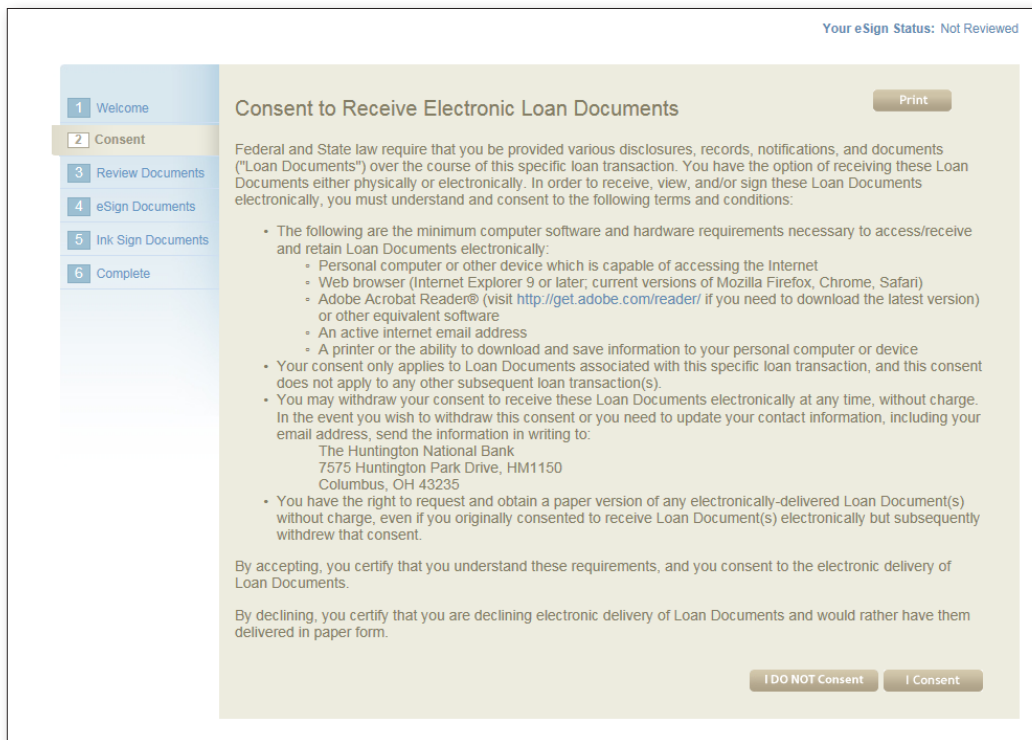 Your eSign Status: Not Reviewed
1 Welcome
2 Consent
3 Review Documents
4 eSign Documents
5 Ink Sign Documents
6 Complete
Consent to Receive Electronic Loan Documents
Print
Federal and State law require that you be provided various disclosures, records, notifications, and documents
("Loan Documents") over the course of this specific loan transaction. You have the option of receiving these Loan
Documents either physically or electronically. In order to receive, view, and/or sign these Loan Documents
electronically, you must understand and consent to the following terms and conditions:
• The following are the minimum computer software and hardware requirements necessary to access/receive
and retain Loan Documents electronically:
◦ Personal computer or other device which is capable of accessing the Internet
◦ Web browser (Internet Explorer 9 or later; current versions of Mozilla Firefox, Chrome, Safari)
◦ Adobe Acrobat Reader® (visit http://get.adobe.com/reader/ if you need to download the latest version)
or other equivalent software
◦ An active internet email address
◦ A printer or the ability to download and save information to your personal computer or device
• Your consent only applies to Loan Documents associated with this specific loan transaction, and this consent
does not apply to any other subsequent loan transaction(s).
• You may withdraw your consent to receive these Loan Documents electronically at any time, without charge.
In the event you wish to withdraw this consent or you need to update your contact information, including your
email address, send the information in writing to:
The Huntington National Bank
7575 Huntington Park Drive, HM1150
Columbus, OH 43235
• You have the right to request and obtain a paper version of any electronically-delivered Loan Document(s)
without charge, even if you originally consented to receive Loan Document(s) electronically but subsequently
withdrew that consent.
By accepting, you certify that you understand these requirements, and you consent to the electronic delivery of
Loan Documents.
By declining, you certify that you are declining electronic delivery of Loan Documents and would rather have them
delivered in paper form.
I DO NOT Consent
I Consent